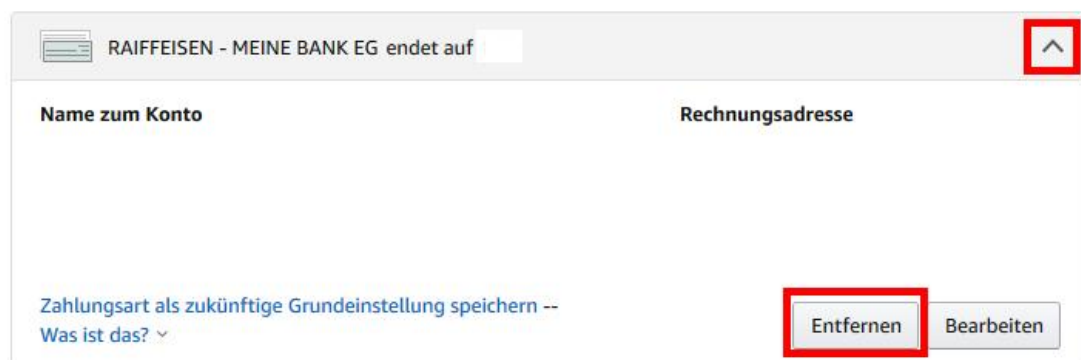 RAIFFEISEN - MEINE BANK EG endet auf
Name zum Konto
Rechnungsadresse
Zahlungsart als zukünftige Grundeinstellung speichern --
Was ist das?
Entfernen
Bearbeiten